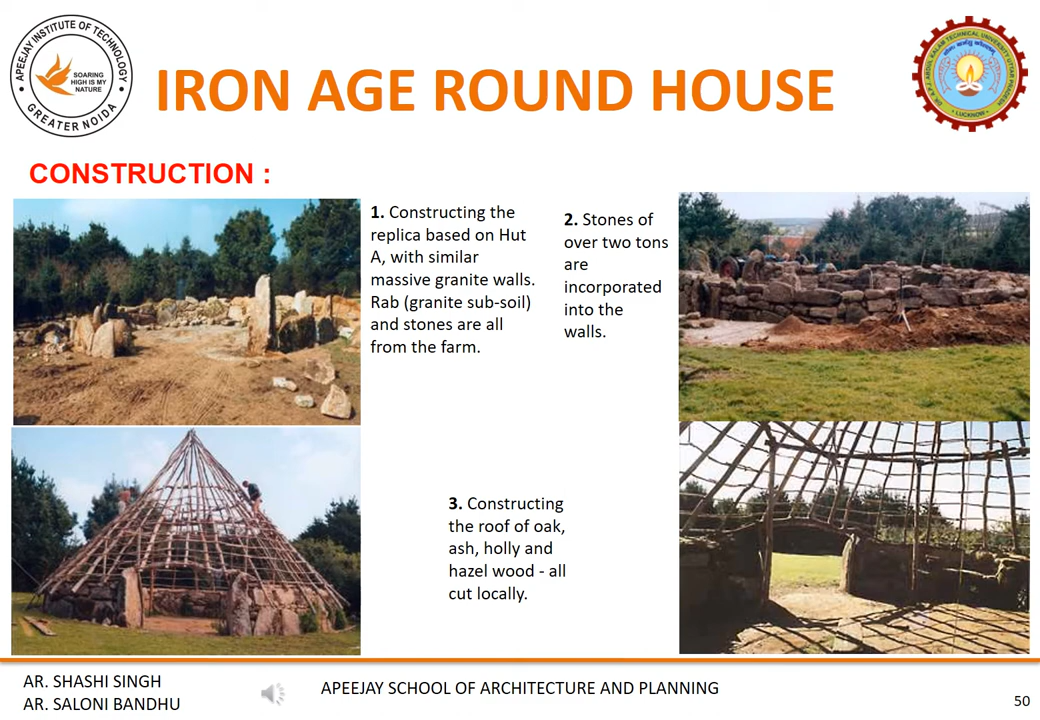 APEEJAY INSTITUTE OF TECHNOLOGY
SOARING
HIGH IS MY
NATURE
GREATER NOIDA
IRON AGE ROUND HOUSE
LUCKNOW
CONSTRUCTION :
1. Constructing the
replica based on Hut
A, with similar
massive granite walls.
Rab (granite sub-soil)
and stones are all
from the farm.
2. Stones of
over two tons
are
incorporated
into the
walls.
3. Constructing
the roof of oak,
ash, holly and
hazel wood - all
cut locally.
AR. SHASHI SINGH
AR. SALONI BANDHU
APEEJAY SCHOOL OF ARCHITECTURE AND PLANNING
50